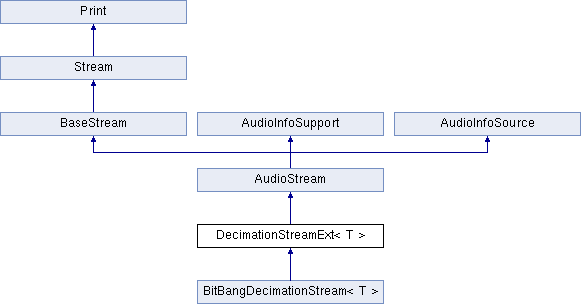 Print
Stream
BaseStream
AudioInfoSupport
AudioInfoSource
AudioStream
DecimationStreamExt< T >
BitBangDecimationStream< T >